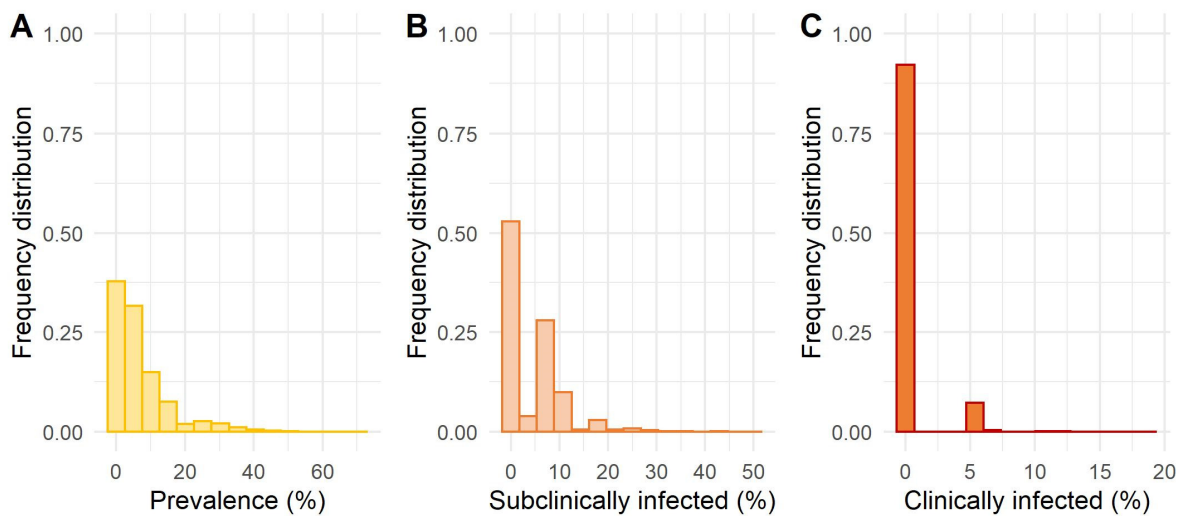 A
1.00
0.75
0.50
0.25
0.00
Frequency distribution
0 20 40 60
Prevalence (%)
B
1.00
0.75
0.50
0.25
0.00
Frequency distribution
0 10 20 30 40 50
Subclinically infected (%)
C
1.00
0.75
0.50
0.25
0.00
Frequency distribution
0 5 10 15 20
Clinically infected (%)